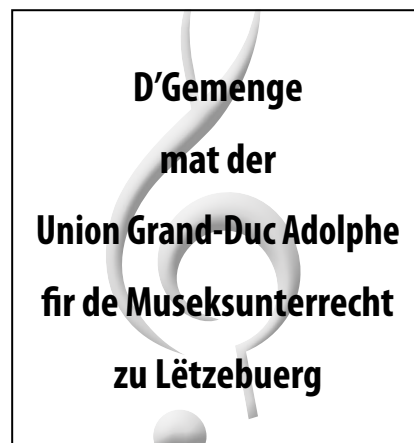 D'Gemenge
mat der
Union Grand-Duc Adolphe
fir de Museksunterrecht
zu Lëtzebuerg